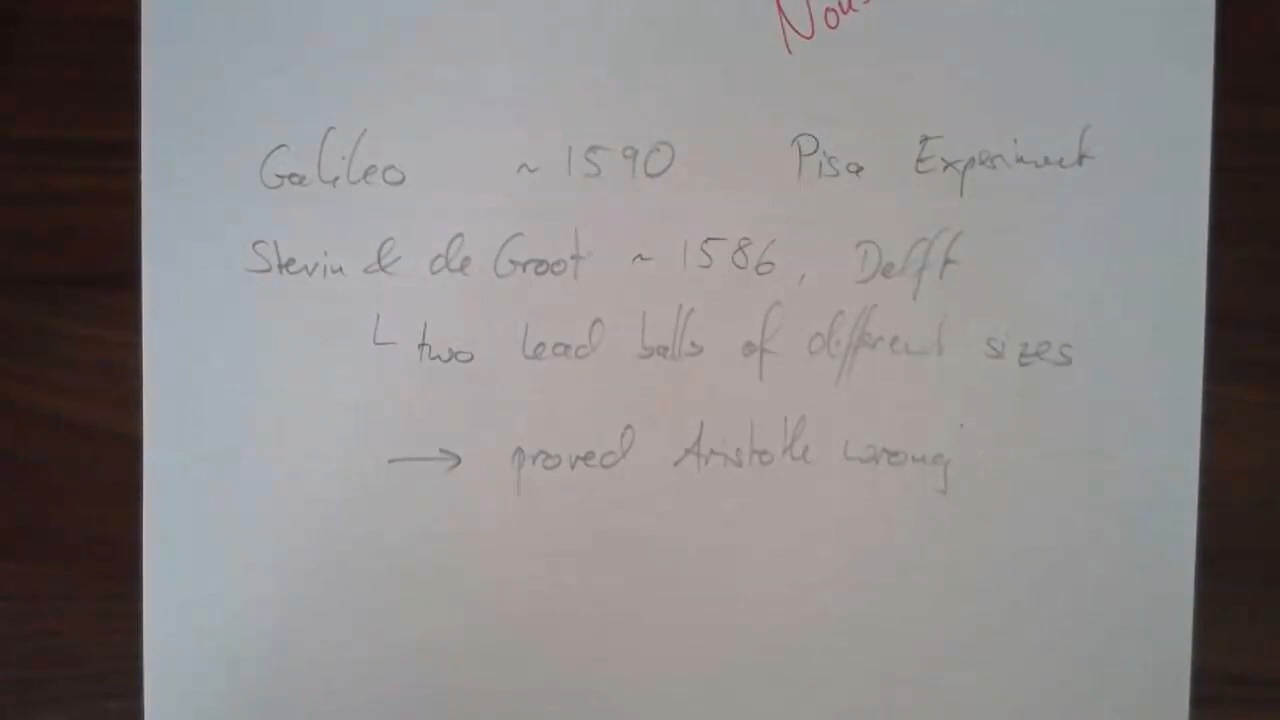 Galileo ~ 1590 Pisa Experiment
Stevin & de Groot ~ 1586, Delft
└ two lead balls of different sizes
→ proved Aristotle wrong